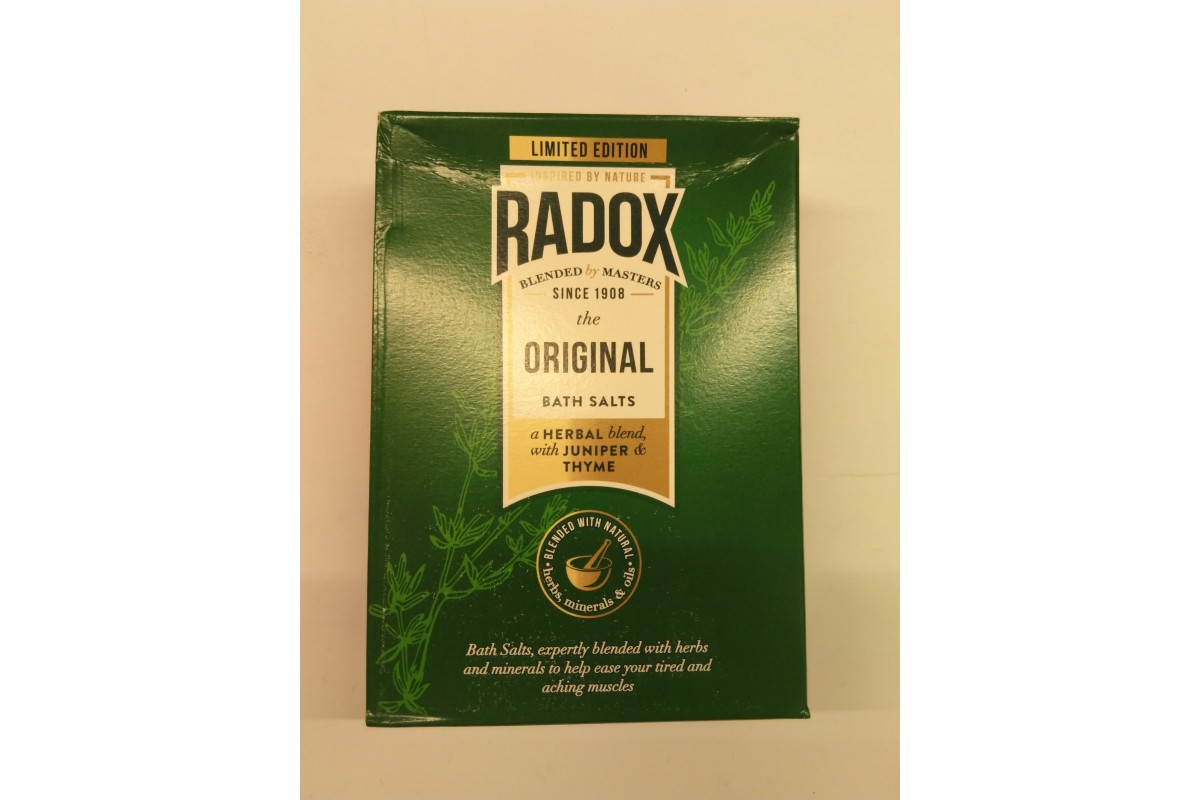 LIMITED EDITION
INSPIRED BY NATURE
RADOX
BLENDED by MASTERS
SINCE 1908
the
ORIGINAL
BATH SALTS
a HERBAL blend,
with JUNIPER &
THYME
BLENDED WITH NATURAL
herbs, minerals & oils
Bath Salts, expertly blended with herbs
and minerals to help ease your tired and
aching muscles